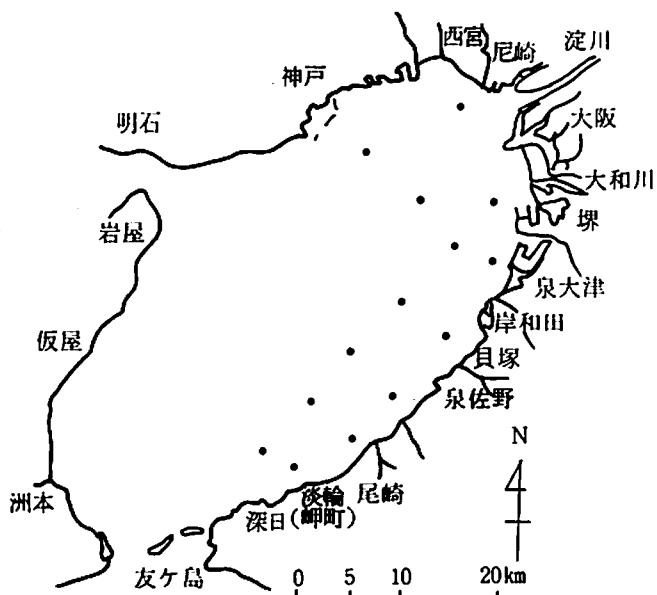 西宮
尼崎
淀川
神戸
大阪
明石
大和川
堺
岩屋
泉大津
岸和田
仮屋
貝塚
泉佐野
N
淡輪
尾崎
洲本
深日(岬町)
友ケ島
0 5 10 20km